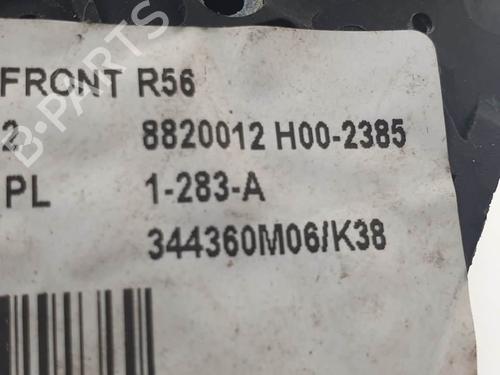 B-PARTS
FRONT R56
2 8820012 H00-2385
PL 1-283-A
344360M06/K38